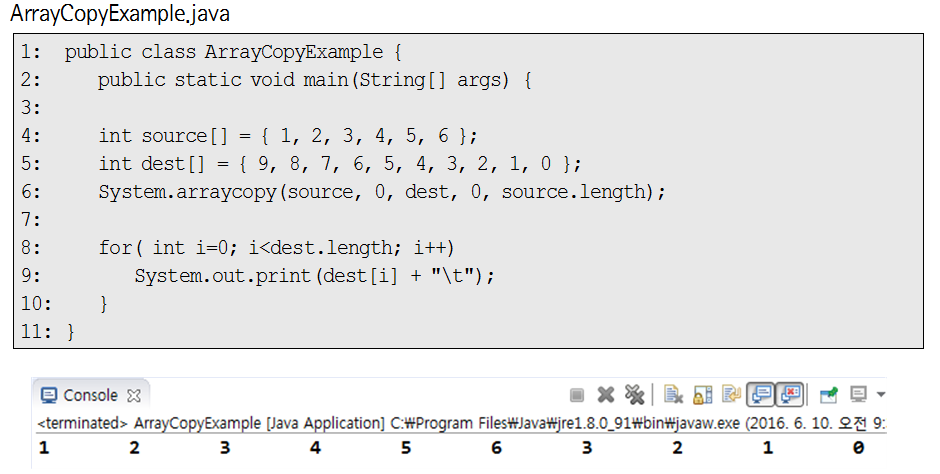 ArrayCopyExample.java
1: public class ArrayCopyExample {
2: public static void main(String[] args) {
3:
4: int source[] = { 1, 2, 3, 4, 5, 6 };
5: int dest[] = { 9, 8, 7, 6, 5, 4, 3, 2, 1, 0 };
6: System.arraycopy(source, 0, dest, 0, source.length);
7:
8: for( int i=0; i<dest.length; i++)
9: System.out.print(dest[i] + "\t");
10: }
11: }
Console
<terminated> ArrayCopyExample [Java Application] C:₩Program Files₩Java₩jre1.8.0_91₩bin₩javaw.exe (2016. 6. 10. 오전 9:
1 2 3 4 5 6 3 2 1 0